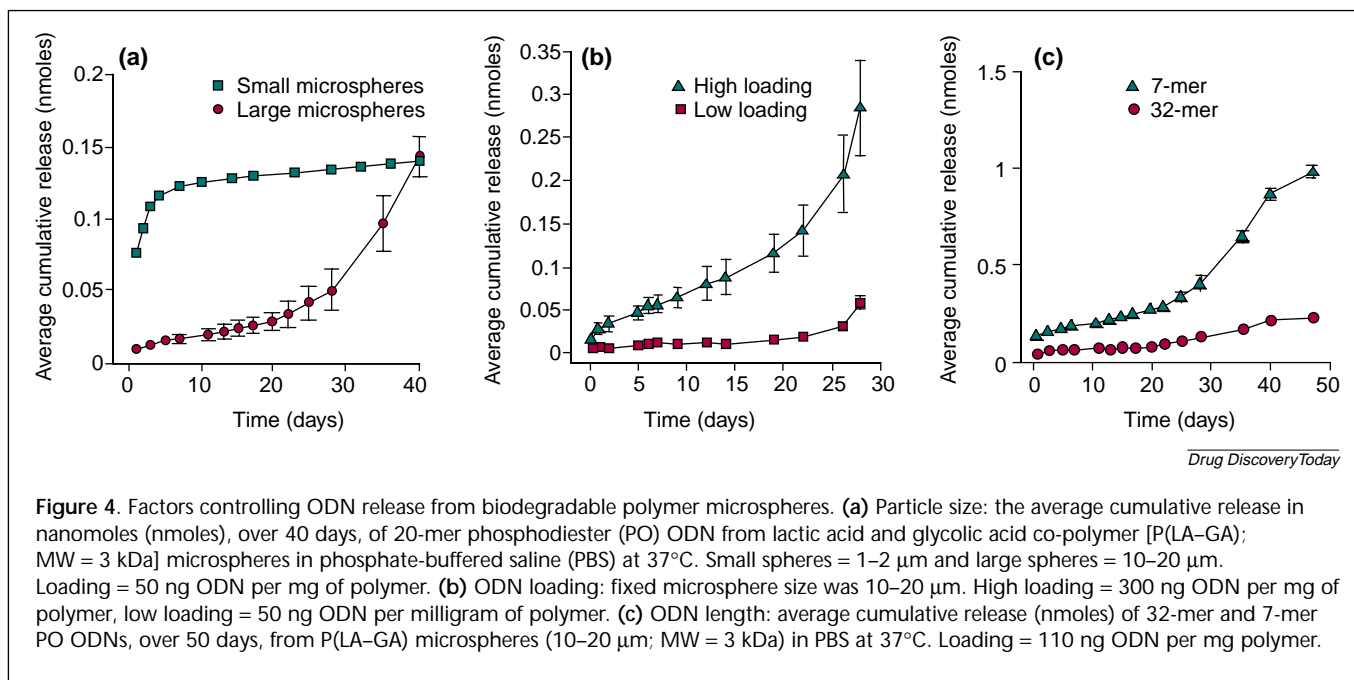 (a)
0.2
0.15
0.1
0.05
0
Average cumulative release (nmoles)
Small microspheres
Large microspheres
0 10 20 30 40
Time (days)
(b)
0.35
0.3
0.25
0.2
0.15
0.1
0.05
0
Average cumulative release (nmoles)
High loading
Low loading
0 5 10 15 20 25 30
Time (days)
(c)
1.5
1
0.5
0
Average cumulative release (nmoles)
7-mer
32-mer
0 10 20 30 40 50
Time (days)
Drug Discovery Today
Figure 4. Factors controlling ODN release from biodegradable polymer microspheres. (a) Particle size: the average cumulative release in
nanomoles (nmoles), over 40 days, of 20-mer phosphodiester (PO) ODN from lactic acid and glycolic acid co-polymer [P(LA–GA);
MW = 3 kDa] microspheres in phosphate-buffered saline (PBS) at 37°C. Small spheres = 1–2 µm and large spheres = 10–20 µm.
Loading = 50 ng ODN per mg of polymer. (b) ODN loading: fixed microsphere size was 10–20 µm. High loading = 300 ng ODN per mg of
polymer, low loading = 50 ng ODN per milligram of polymer. (c) ODN length: average cumulative release (nmoles) of 32-mer and 7-mer
PO ODNs, over 50 days, from P(LA–GA) microspheres (10–20 µm; MW = 3 kDa) in PBS at 37°C. Loading = 110 ng ODN per mg polymer.